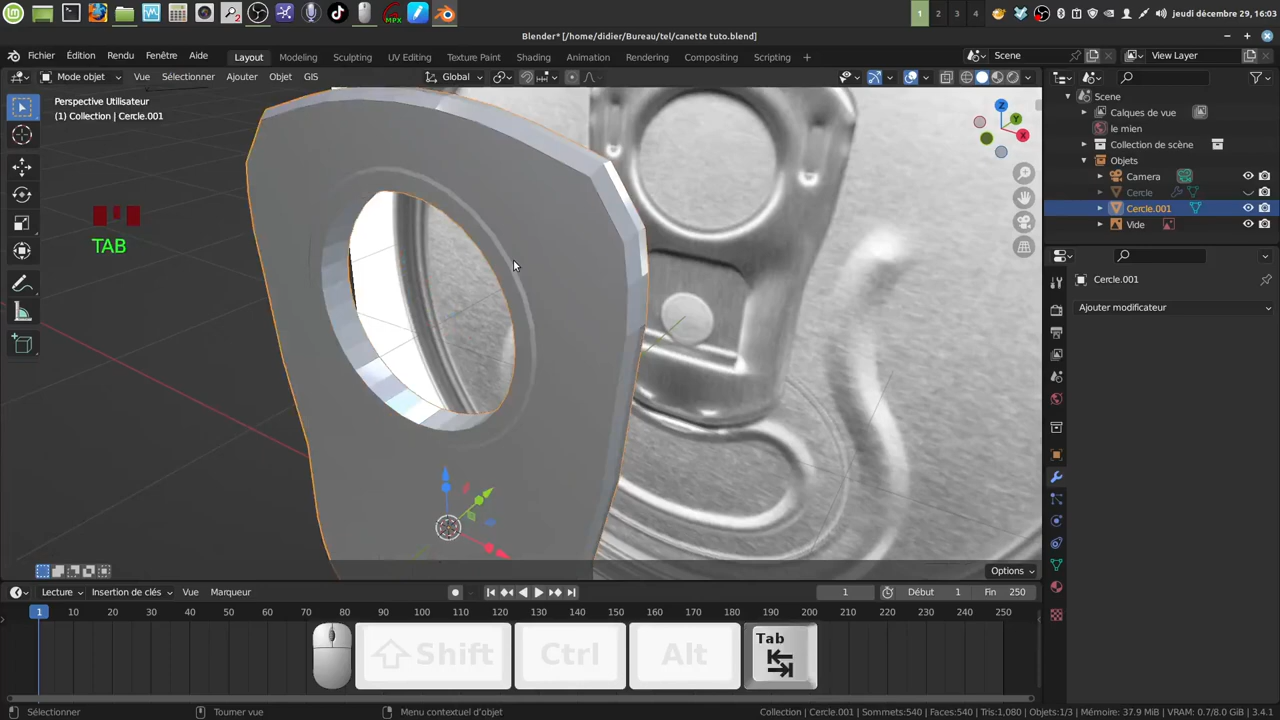 1 2 3 4 jeudi décembre 29, 16:03
Blender* [/home/didier/Bureau/tel/canette tuto.blend]
Fichier Édition Rendu Fenêtre Aide Layout Modeling Sculpting UV Editing Texture Paint Shading Animation Rendering Compositing Scripting + Scene View Layer
Mode objet Vue Sélectionner Ajouter Objet GIS Global
Perspective Utilisateur
(1) Collection | Cercle.001
TAB
Z
Y
X
Scene
Calques de vue
le mien
Collection de scène
Objets
Camera
Cercle
Cercle.001
Vide
Cercle.001
Ajouter modificateur
Options
Lecture Insertion de clés Vue Marqueur 1 Début 1 Fin 250
1 10 20 30 40 50 60 70 80 90 100 110 120 130 140 150 160 170 180 190 200 210 220 230 240 250
Shift Ctrl Alt Tab
Sélectionner Tourner vue Menu contextuel d'objet Collection | Cercle.001 | Sommets:540 | Faces:540 | Tris:1,080 | Objets:1/3 | Mémoire: 37.9 MiB | VRAM: 0.7/8.0 GiB | 3.4.1